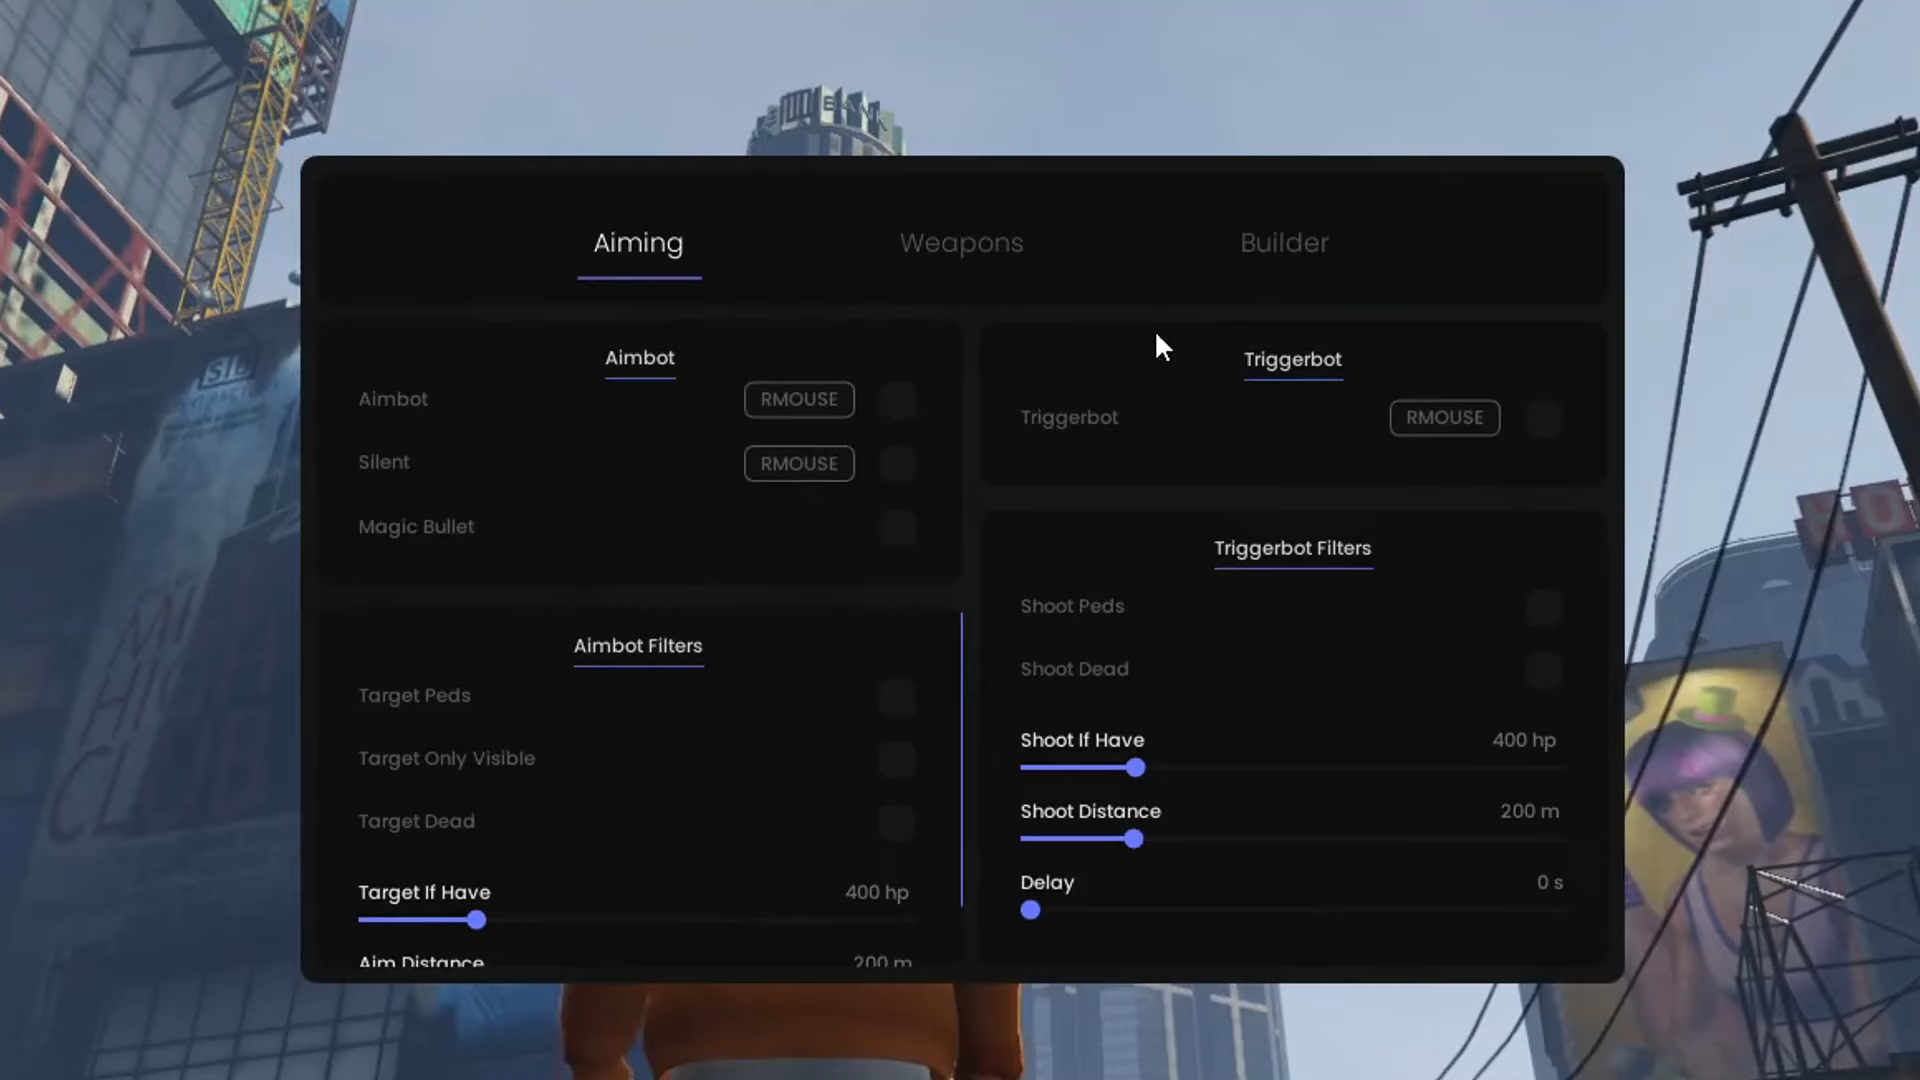 BANK
Aiming
Weapons
Builder
Aimbot
Aimbot
RMOUSE
Silent
RMOUSE
Magic Bullet
Aimbot Filters
Target Peds
Target Only Visible
Target Dead
Target If Have
400 hp
Aim Distance
200 m
Triggerbot
Triggerbot
RMOUSE
Triggerbot Filters
Shoot Peds
Shoot Dead
Shoot If Have
400 hp
Shoot Distance
200 m
Delay
0 s